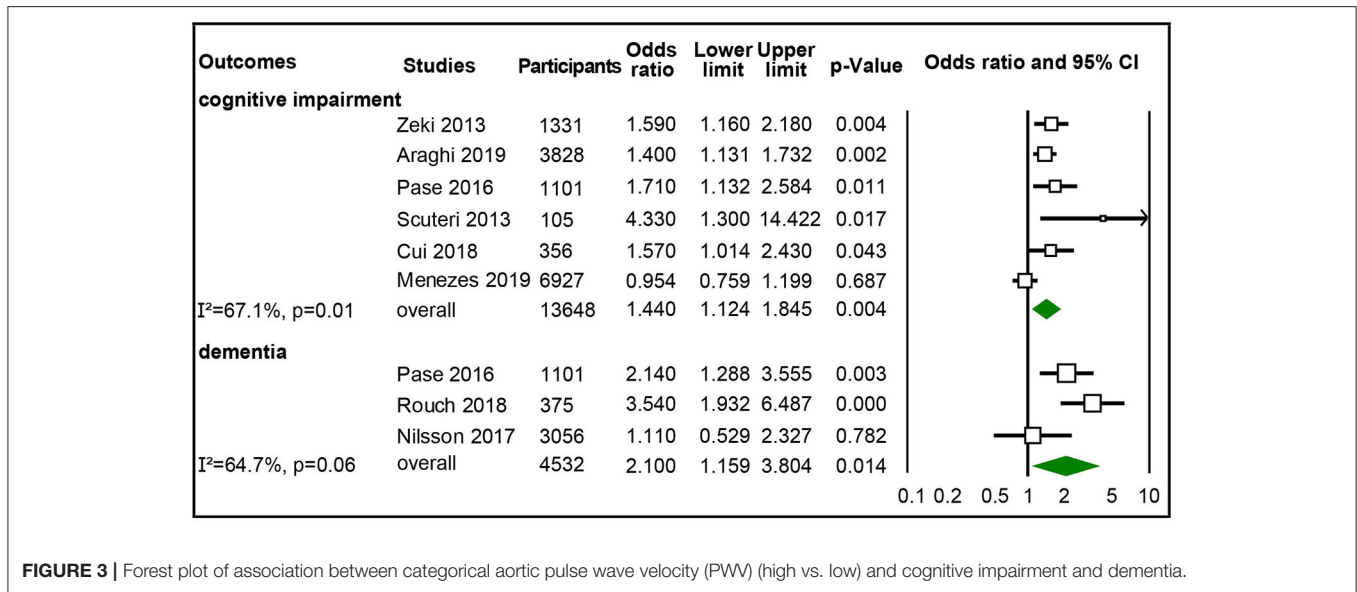 Outcomes Studies Participants Odds ratio Lower limit Upper limit p-Value Odds ratio and 95% CI
cognitive impairment
Zeki 2013 1331 1.590 1.160 2.180 0.004
Araghi 2019 3828 1.400 1.131 1.732 0.002
Pase 2016 1101 1.710 1.132 2.584 0.011
Scuteri 2013 105 4.330 1.300 14.422 0.017
Cui 2018 356 1.570 1.014 2.430 0.043
Menezes 2019 6927 0.954 0.759 1.199 0.687
I²=67.1%, p=0.01 overall 13648 1.440 1.124 1.845 0.004
dementia
Pase 2016 1101 2.140 1.288 3.555 0.003
Rouch 2018 375 3.540 1.932 6.487 0.000
Nilsson 2017 3056 1.110 0.529 2.327 0.782
I²=64.7%, p=0.06 overall 4532 2.100 1.159 3.804 0.014
0.1 0.2 0.5 1 2 5 10
FIGURE 3 | Forest plot of association between categorical aortic pulse wave velocity (PWV) (high vs. low) and cognitive impairment and dementia.